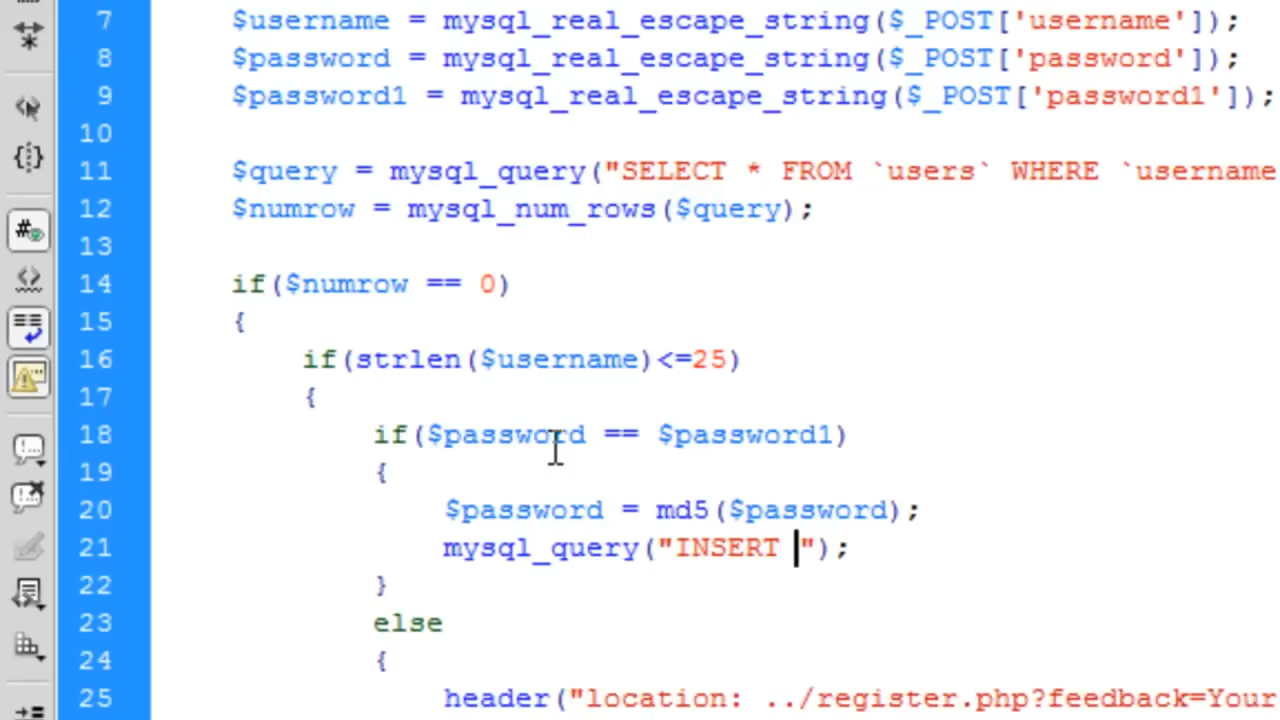 7 $username = mysql_real_escape_string($_POST['username']);
8 $password = mysql_real_escape_string($_POST['password']);
9 $password1 = mysql_real_escape_string($_POST['password1']);
10
11 $query = mysql_query("SELECT * FROM `users` WHERE `username
12 $numrow = mysql_num_rows($query);
13
14 if($numrow == 0)
15 {
16 if(strlen($username)<=25)
17 {
18 if($password == $password1)
19 {
20 $password = md5($password);
21 mysql_query("INSERT ");
22 }
23 else
24 {
25 header("location: ../register.php?feedback=Your